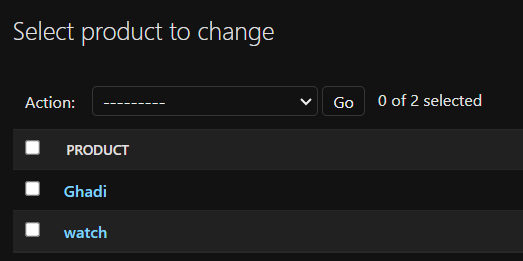 Select product to change
Action: --------- Go 0 of 2 selected
PRODUCT
Ghadi
watch